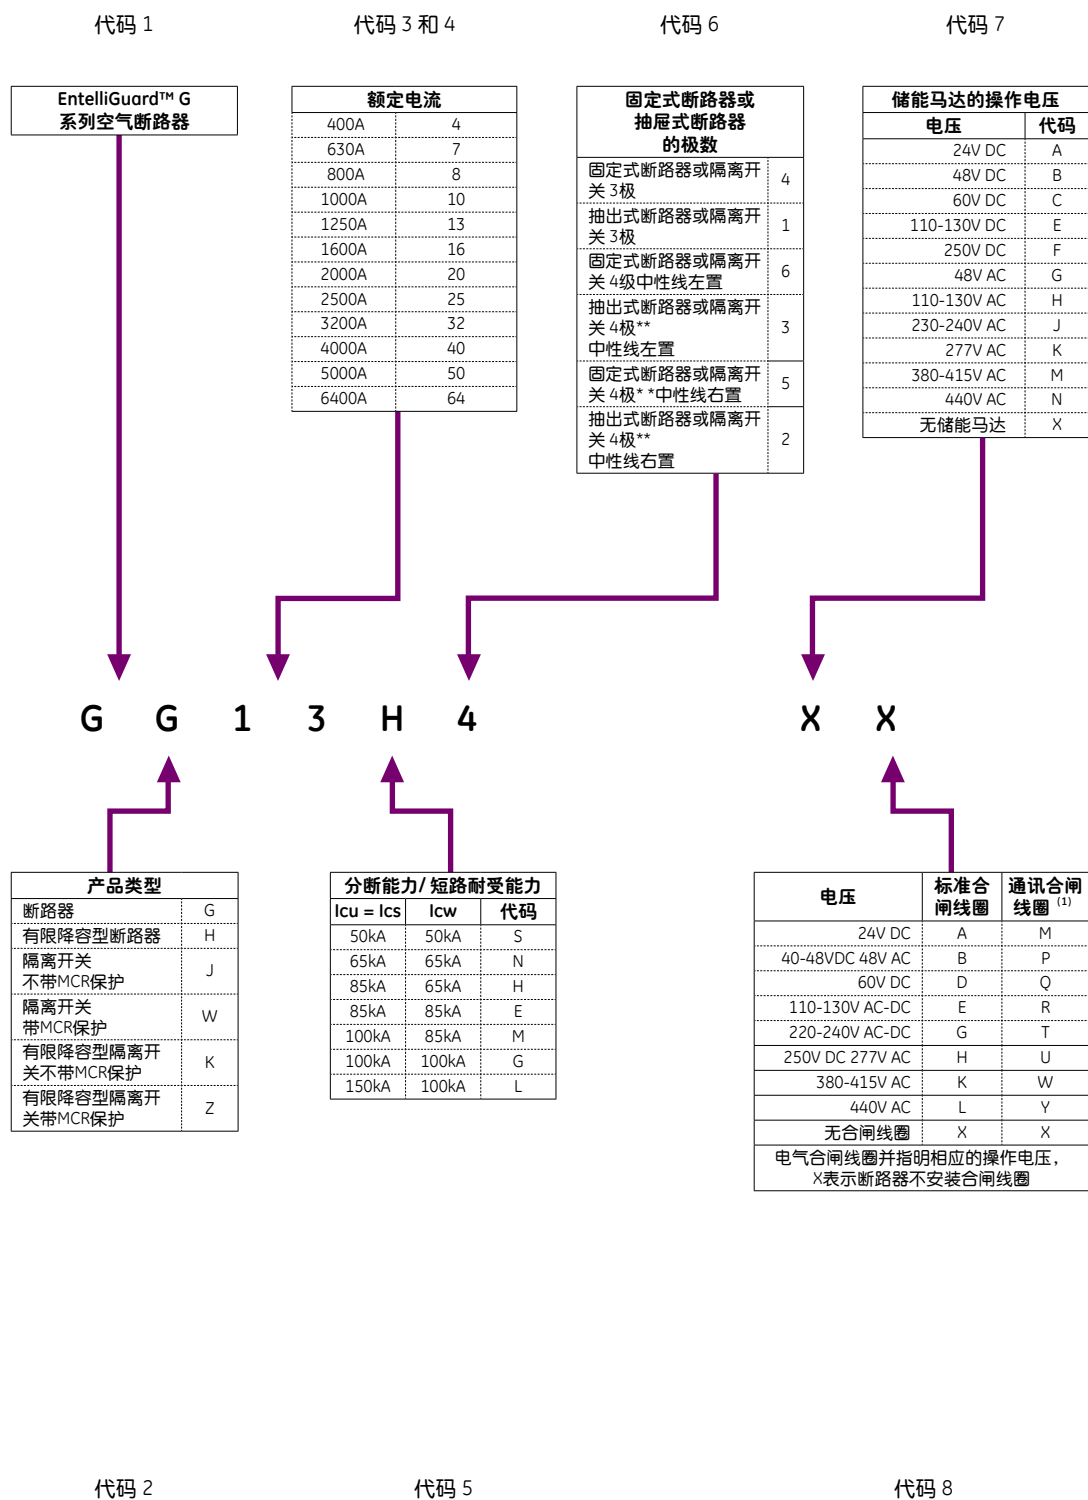 代码 1
代码 3 和 4
代码 6
代码 7
EntelliGuard™ G
系列空气断路器
额定电流
400A 4
630A 7
800A 8
1000A 10
1250A 13
1600A 16
2000A 20
2500A 25
3200A 32
4000A 40
5000A 50
6400A 64
固定式断路器或
抽屉式断路器
的极数
固定式断路器或隔离开
关 3极 4
抽出式断路器或隔离开
关 3极 1
固定式断路器或隔离开
关 4级中性线左置 6
抽出式断路器或隔离开
关 4极** 3
中性线左置
固定式断路器或隔离开
关 4极* *中性线右置 5
抽出式断路器或隔离开
关 4极** 2
中性线右置
储能马达的操作电压
电压 代码
24V DC A
48V DC B
60V DC C
110-130V DC E
250V DC F
48V AC G
110-130V AC H
230-240V AC J
277V AC K
380-415V AC M
440V AC N
无储能马达 X
G G 1 3 H 4 X X
产品类型
断路器 G
有限降容型断路器 H
隔离开关
不带MCR保护 J
隔离开关
带MCR保护 W
有限降容型隔离开
关不带MCR保护 K
有限降容型隔离开
关带MCR保护 Z
分断能力/ 短路耐受能力
Icu = Ics Icw 代码
50kA 50kA S
65kA 65kA N
85kA 65kA H
85kA 85kA E
100kA 85kA M
100kA 100kA G
150kA 100kA L
电压 标准合闸线圈 通讯合闸线圈 (1)
24V DC A M
40-48VDC 48V AC B P
60V DC D Q
110-130V AC-DC E R
220-240V AC-DC G T
250V DC 277V AC H U
380-415V AC K W
440V AC L Y
无合闸线圈 X X
电气合闸线圈并指明相应的操作电压，
X表示断路器不安装合闸线圈
代码 2
代码 5
代码 8